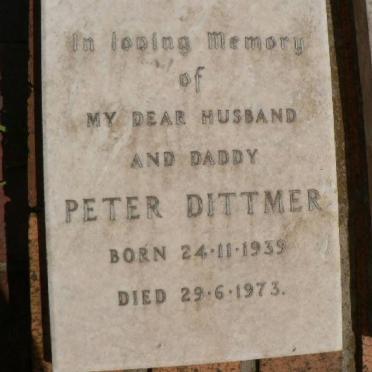 In loving Memory
of
MY DEAR HUSBAND
AND DADDY
PETER DITTMER
BORN 24·11·1939
DIED 29·6·1973.